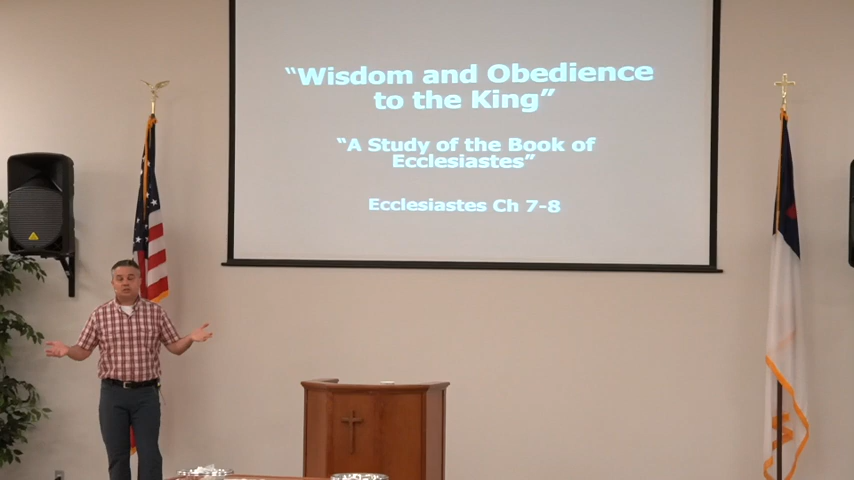 “Wisdom and Obedience
to the King”
“A Study of the Book of
Ecclesiastes”
Ecclesiastes Ch 7-8